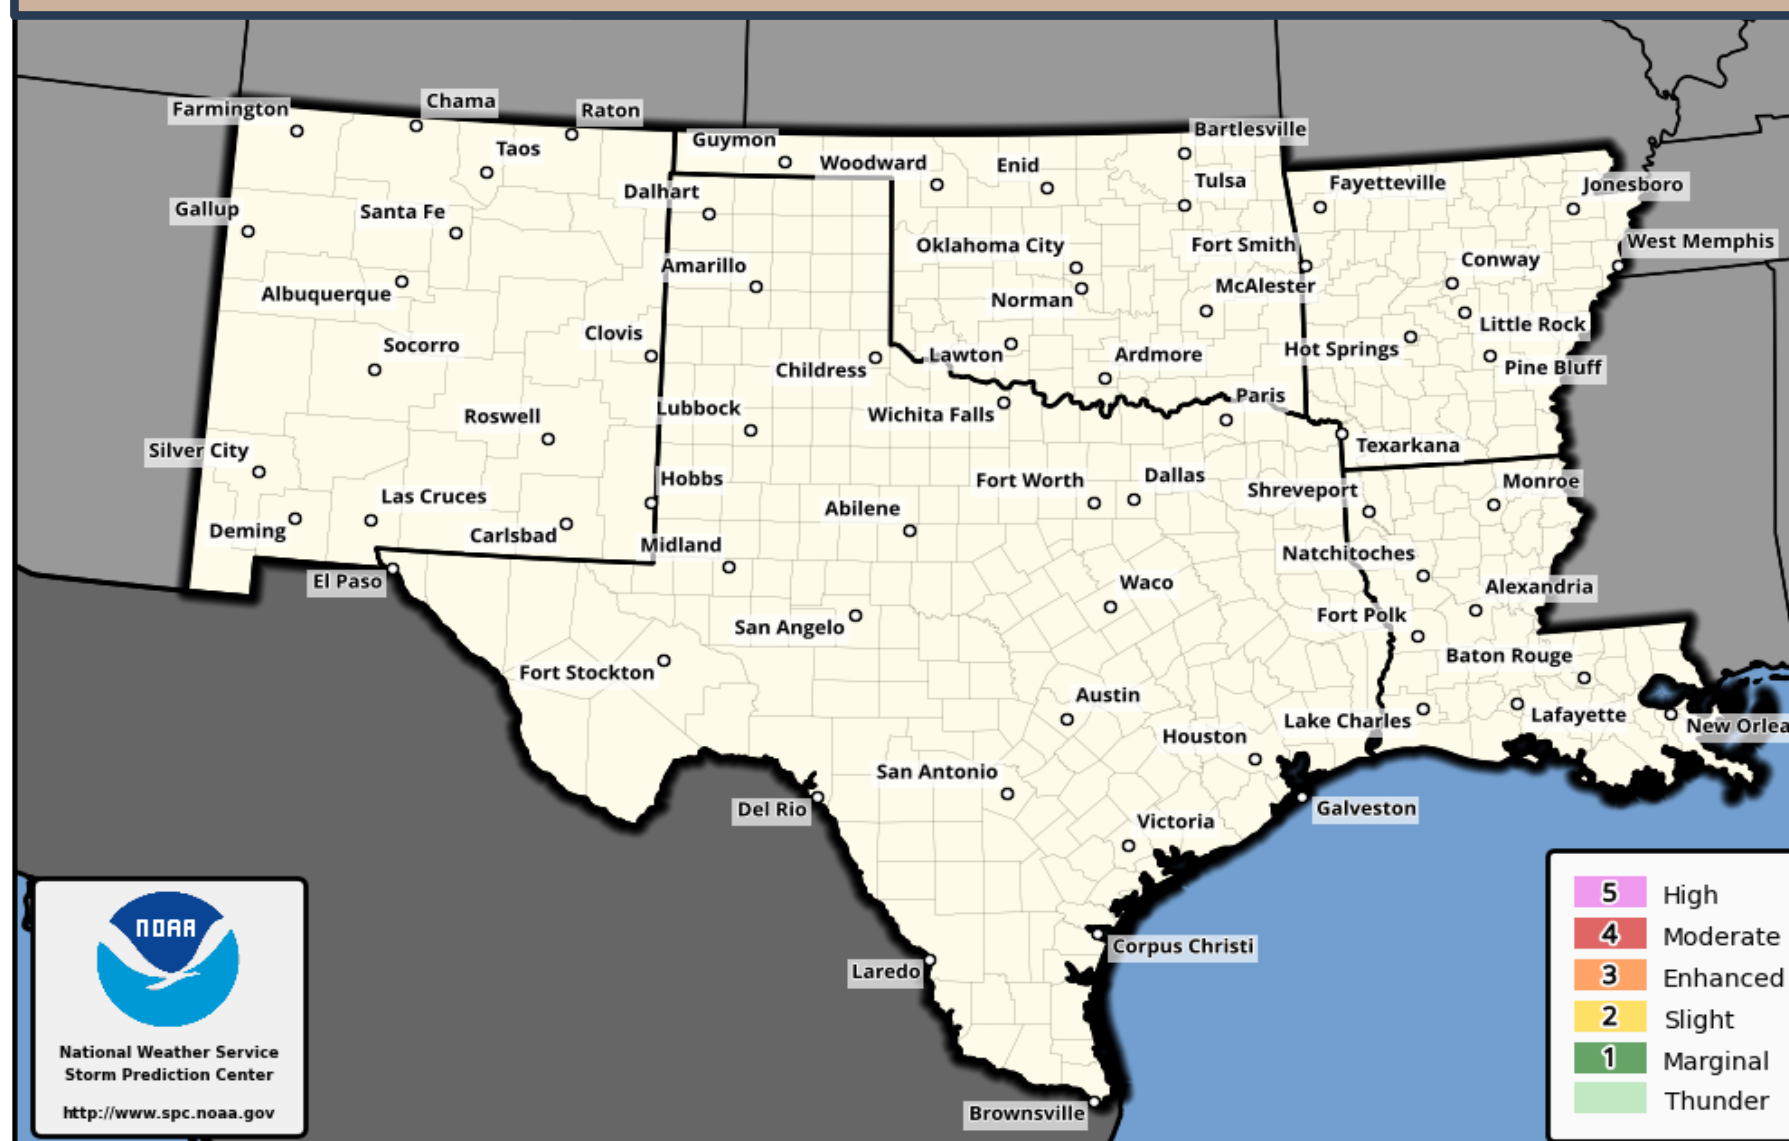 Farmington
Chama
Raton
Guymon
Bartlesville
Taos
Woodward
Enid
Tulsa
Fayetteville
Jonesboro
Dalhart
Gallup
Santa Fe
Oklahoma City
Fort Smith
West Memphis
Amarillo
Conway
Albuquerque
McAlester
Norman
Little Rock
Clovis
Socorro
Hot Springs
Lawton
Ardmore
Childress
Pine Bluff
Paris
Lubbock
Roswell
Wichita Falls
Texarkana
Silver City
Hobbs
Fort Worth
Dallas
Shreveport
Monroe
Las Cruces
Abilene
Deming
Carlsbad
Midland
Natchitoches
El Paso
Waco
Alexandria
Fort Polk
San Angelo
Baton Rouge
Fort Stockton
Austin
Lake Charles
Lafayette
New Orlea
Houston
San Antonio
Del Rio
Galveston
Victoria
Corpus Christi
Laredo
Brownsville
NOAA
National Weather Service
Storm Prediction Center
http://www.spc.noaa.gov
5 High
4 Moderate
3 Enhanced
2 Slight
1 Marginal
Thunder